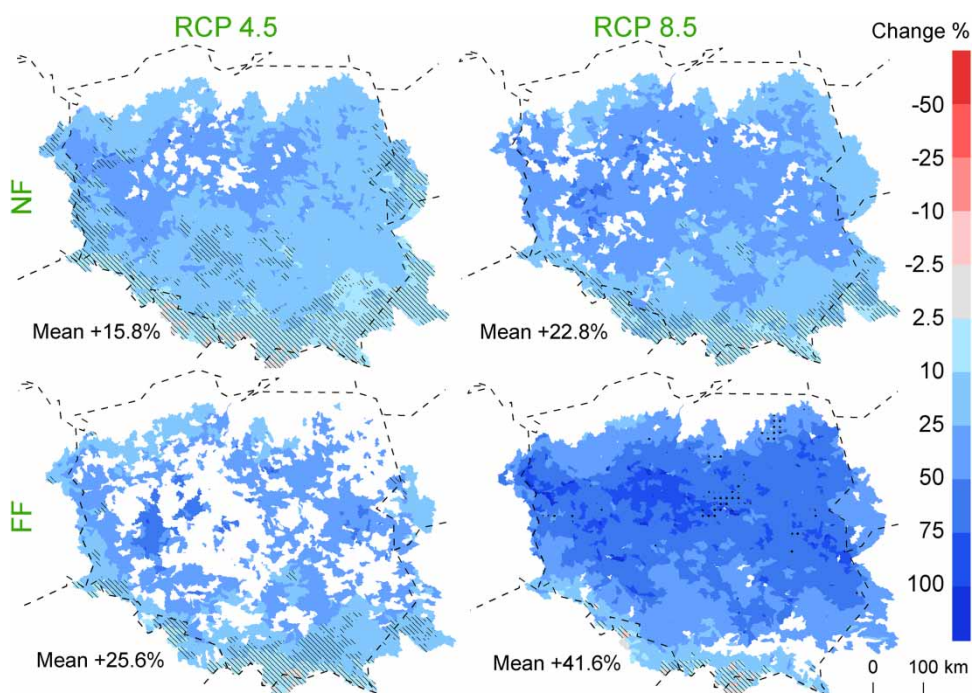 RCP 4.5
RCP 8.5
Change %
-50
-25
-10
-2.5
2.5
10
25
50
75
100
NF
Mean +15.8%
Mean +22.8%
FF
Mean +25.6%
Mean +41.6%
0 100 km